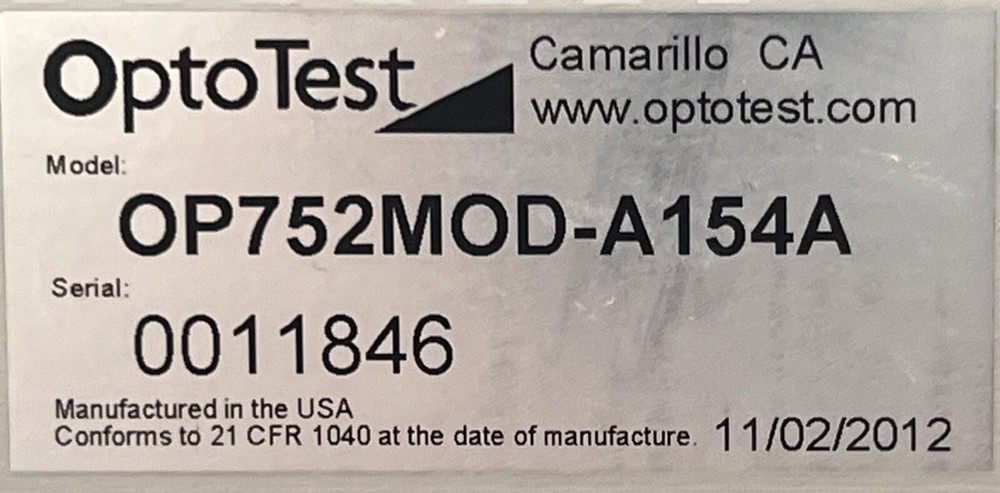 OptoTest
Camarillo CA
www.optotest.com
Model:
OP752MOD-A154A
Serial:
0011846
Manufactured in the USA
Conforms to 21 CFR 1040 at the date of manufacture. 11/02/2012